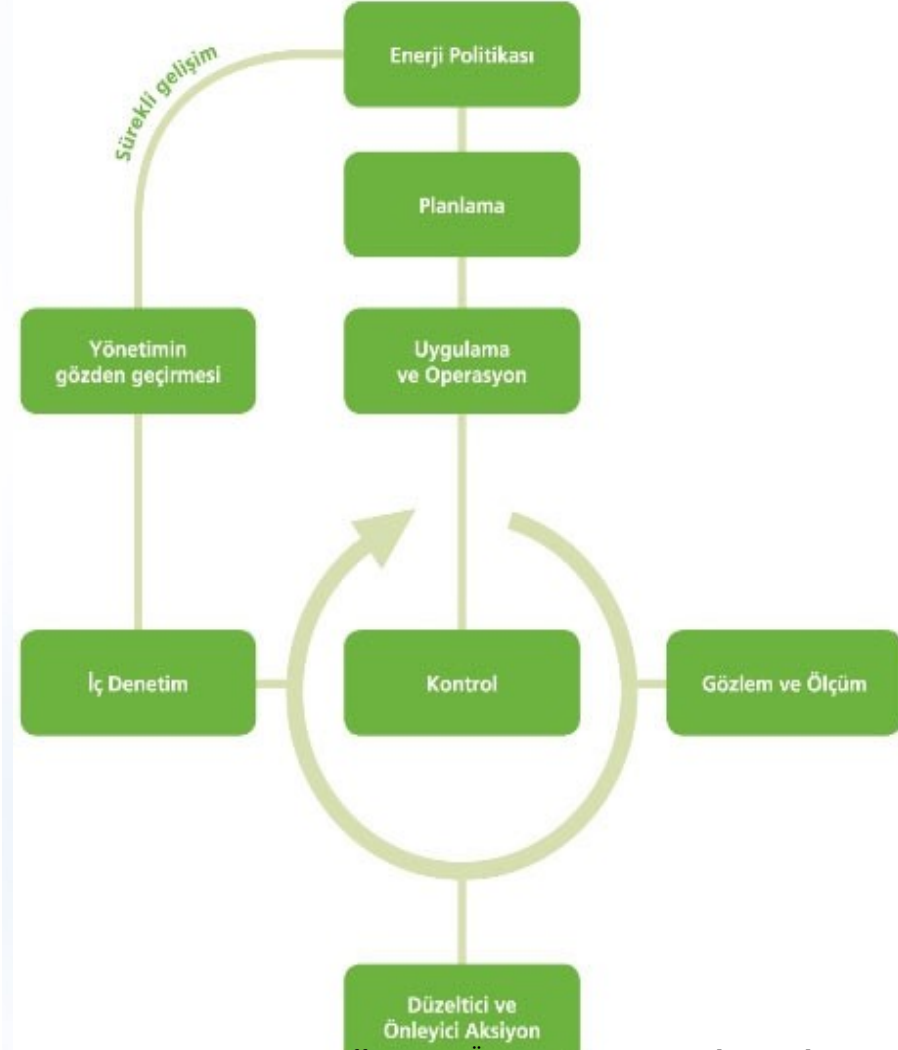 Sürekli gelişim
Enerji Politikası
Planlama
Yönetimin
gözden geçirmesi
Uygulama
ve Operasyon
İç Denetim
Kontrol
Gözlem ve Ölçüm
Düzeltici ve
Önleyici Aksiyon